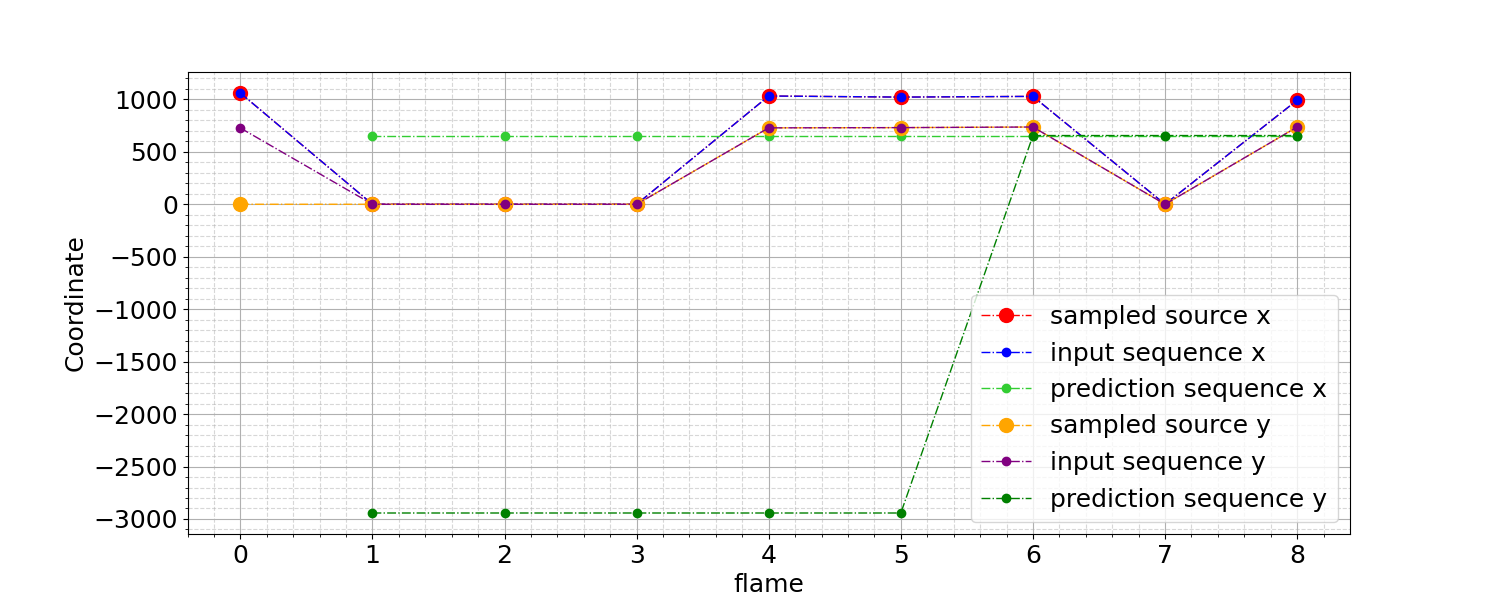 1000
500
0
−500
−1000
−1500
−2000
−2500
−3000
Coordinate
0 1 2 3 4 5 6 7 8
flame
sampled source x
input sequence x
prediction sequence x
sampled source y
input sequence y
prediction sequence y